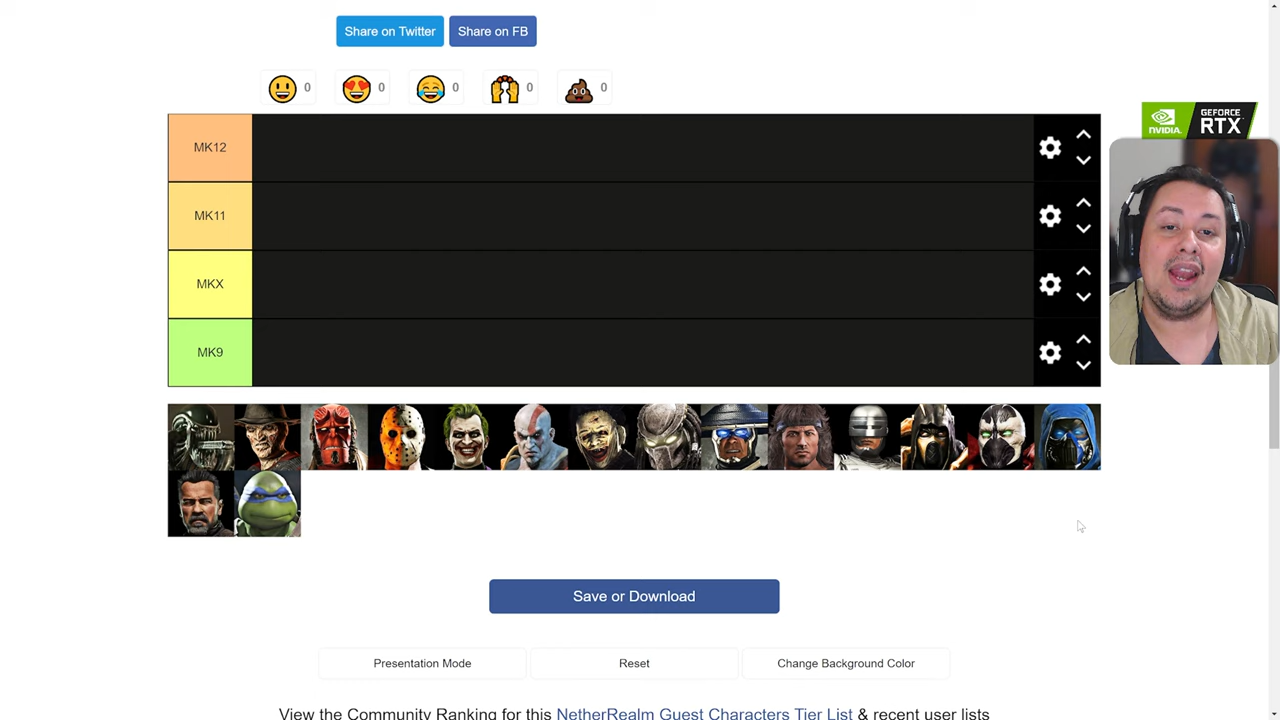 Share on Twitter Share on FB
0 0 0 0 0
MK12
MK11
MKX
MK9
NVIDIA. GEFORCE RTX
Save or Download
Presentation Mode Reset Change Background Color
View the Community Ranking for this NetherRealm Guest Characters Tier List & recent user lists